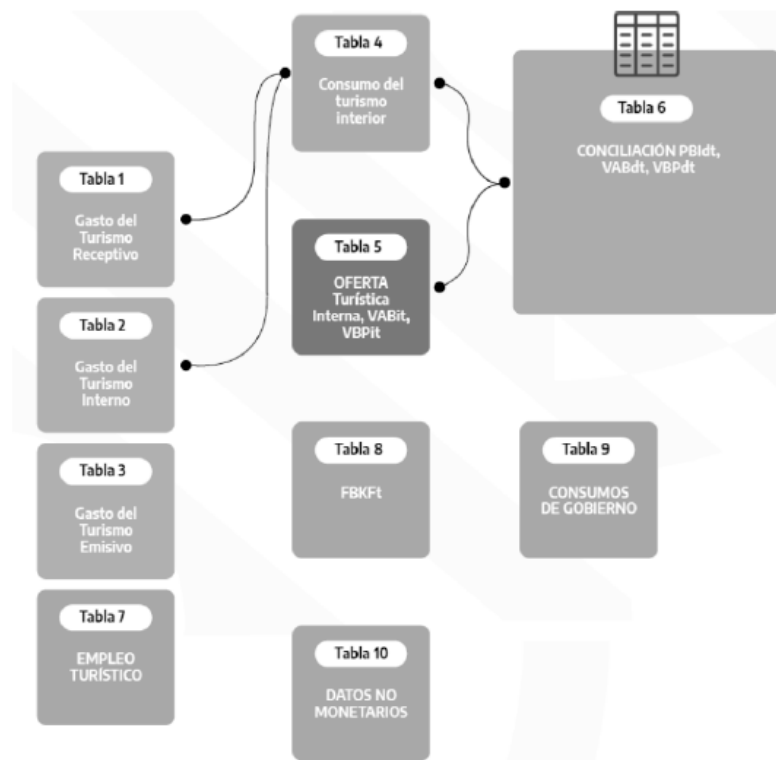 Tabla 1
Gasto del
Turismo
Receptivo
Tabla 2
Gasto del
Turismo
Interno
Tabla 3
Gasto del
Turismo
Emisivo
Tabla 7
EMPLEO
TURÍSTICO
Tabla 4
Consumo del
turismo
interior
Tabla 5
OFERTA
Turística
Interna, VABit,
VBPit
Tabla 8
FBKFt
Tabla 10
DATOS NO
MONETARIOS
Tabla 6
CONCILIACIÓN PBIdt,
VABdt, VBPdt
Tabla 9
CONSUMOS
DE GOBIERNO